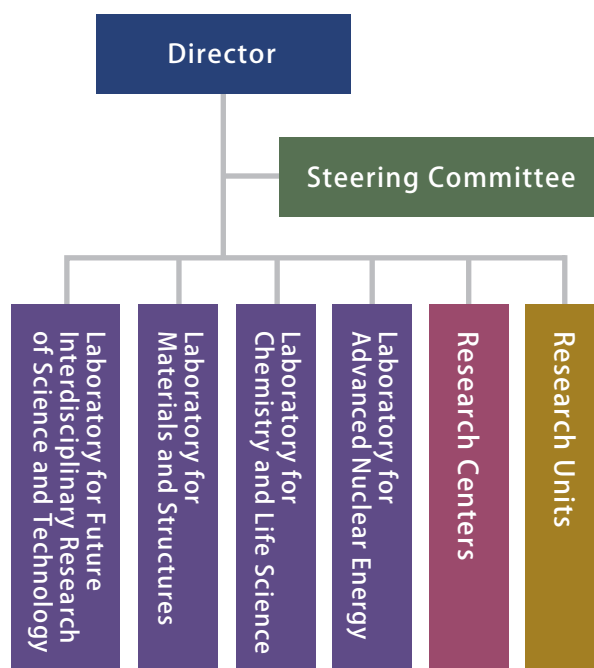 Director
Steering Committee
Laboratory for Future
Interdisciplinary Research
of Science and Technology
Laboratory for
Materials and Structures
Laboratory for
Chemistry and Life Science
Laboratory for
Advanced Nuclear Energy
Research Centers
Research Units